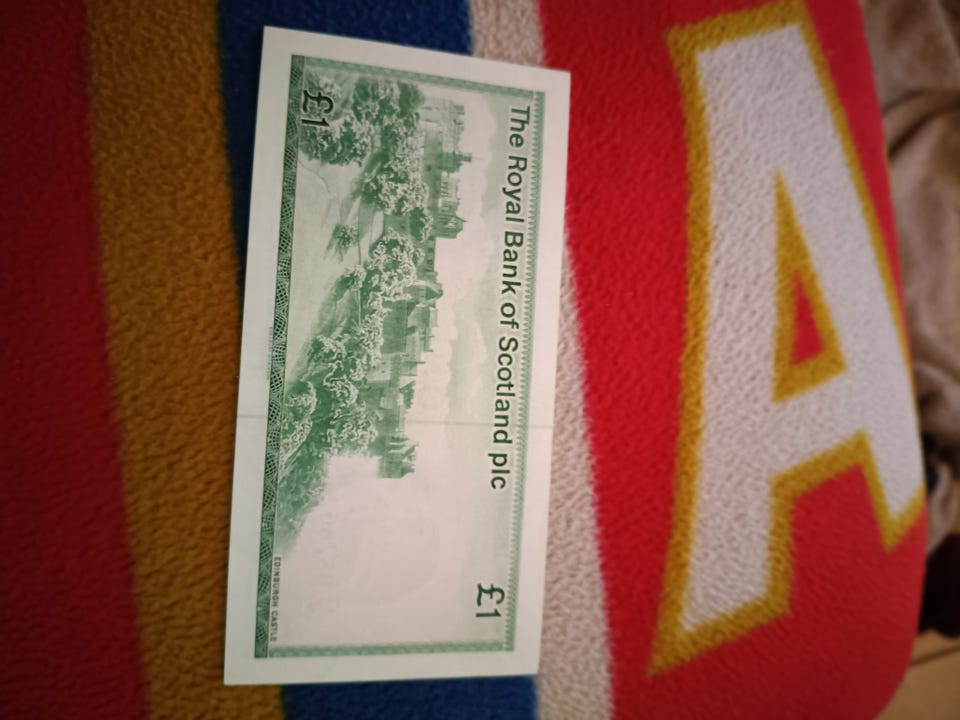 The Royal Bank of Scotland plc
£1
£1
EDINBURGH CASTLE
A